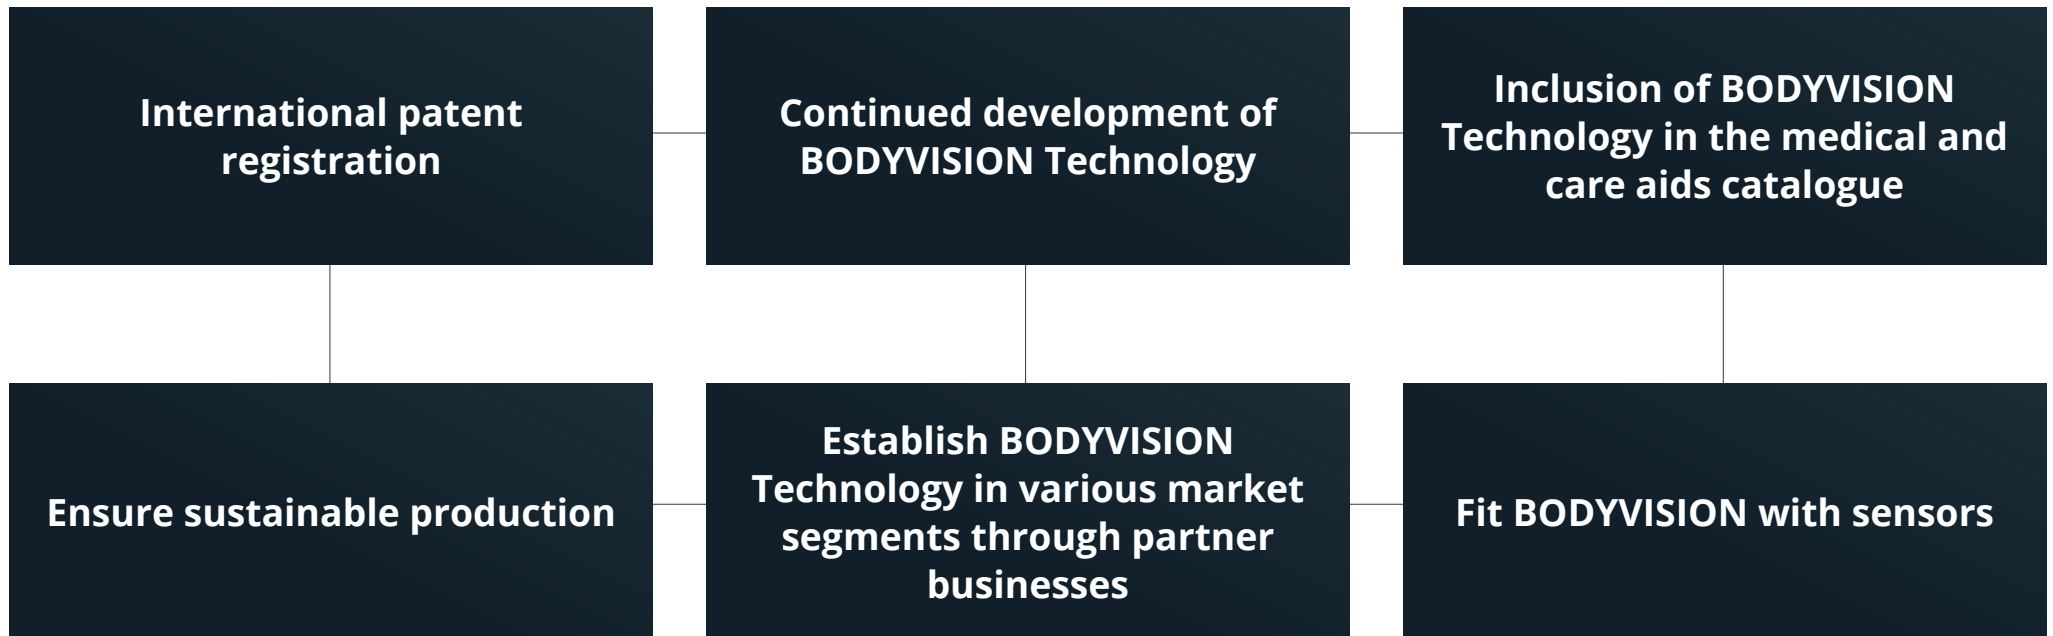 International patent
registration
Continued development of
BODYVISION Technology
Inclusion of BODYVISION
Technology in the medical and
care aids catalogue
Ensure sustainable production
Establish BODYVISION
Technology in various market
segments through partner
businesses
Fit BODYVISION with sensors